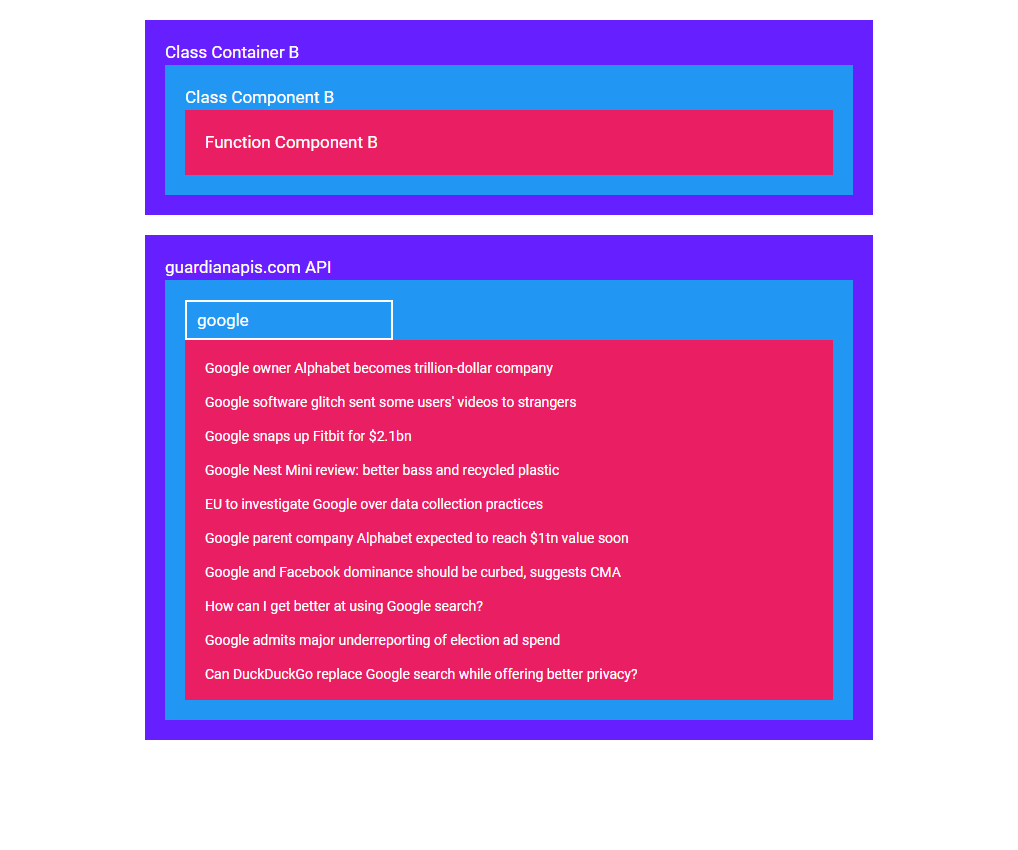 Class Container B
Class Component B
Function Component B
guardianapis.com API
google
Google owner Alphabet becomes trillion-dollar company
Google software glitch sent some users' videos to strangers
Google snaps up Fitbit for $2.1bn
Google Nest Mini review: better bass and recycled plastic
EU to investigate Google over data collection practices
Google parent company Alphabet expected to reach $1tn value soon
Google and Facebook dominance should be curbed, suggests CMA
How can I get better at using Google search?
Google admits major underreporting of election ad spend
Can DuckDuckGo replace Google search while offering better privacy?